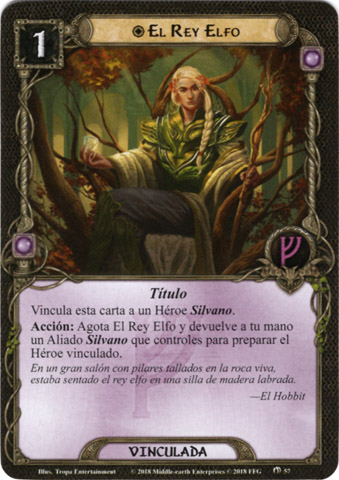 1
El Rey Elfo
Título
Vincula esta carta a un Héroe Silvano.
Acción: Agota El Rey Elfo y devuelve a tu mano
un Aliado Silvano que controles para preparar el
Héroe vinculado.
En un gran salón con pilares tallados en la roca viva,
estaba sentado el rey elfo en una silla de madera labrada.
—El Hobbit
VINCULADA
Illus. Tropa Entertainment © 2018 Middle-earth Enterprises © 2018 FFG 57